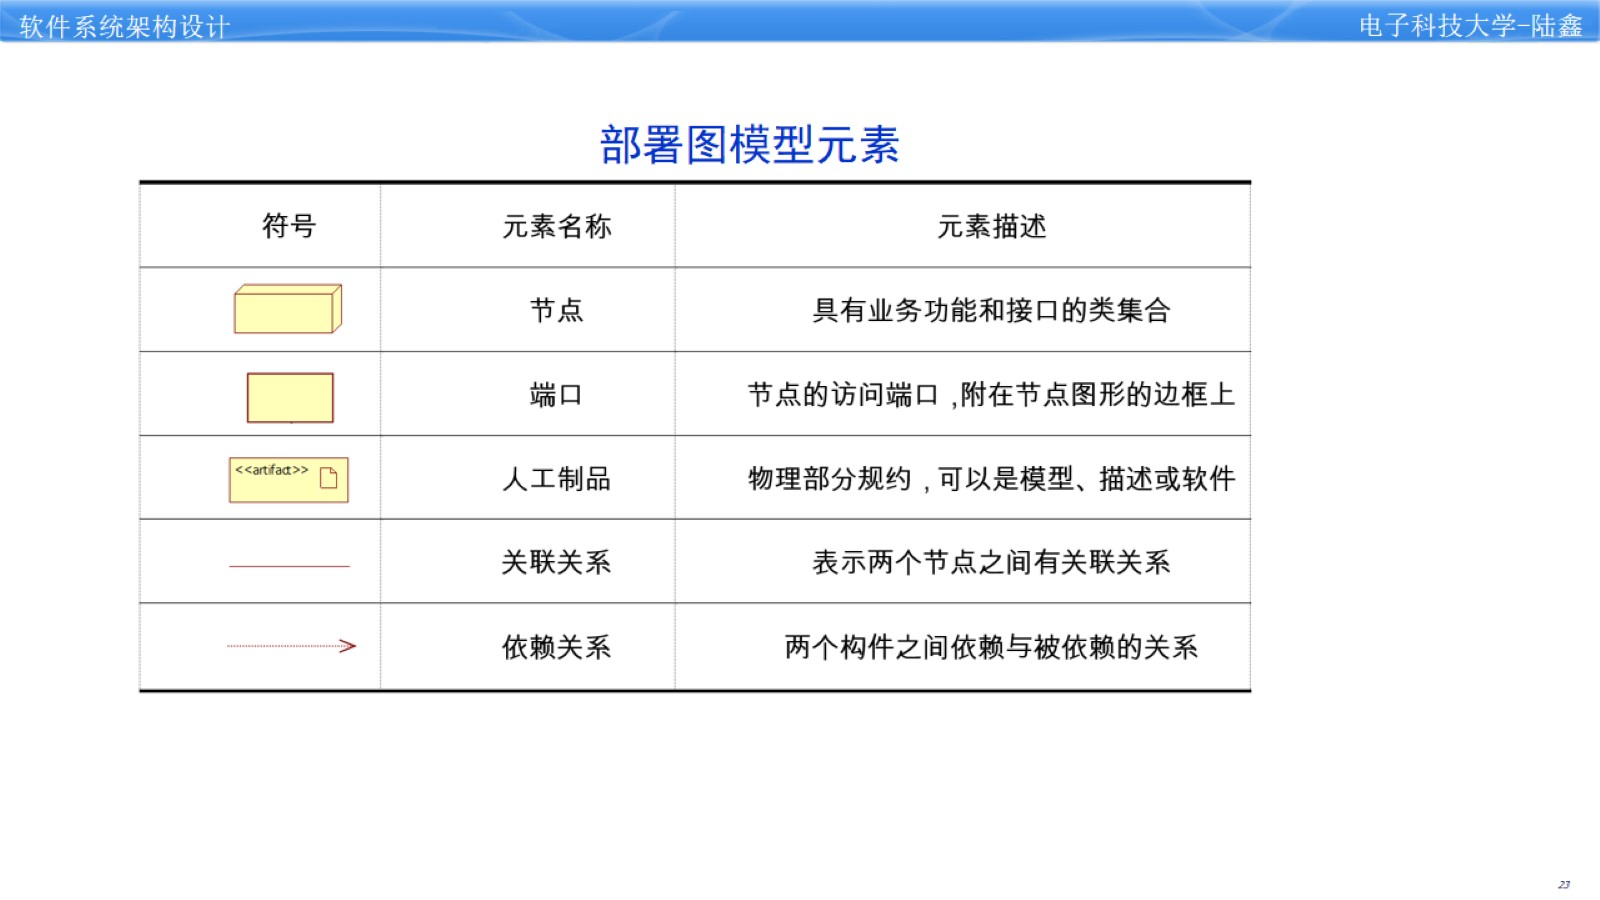 软件系统架构设计
电子科技大学-陆鑫
部署图模型元素
符号 元素名称 元素描述
节点 具有业务功能和接口的类集合
端口 节点的访问端口,附在节点图形的边框上
<<artifact>> 人工制品 物理部分规约,可以是模型、描述或软件
关联关系 表示两个节点之间有关联关系
依赖关系 两个构件之间依赖与被依赖的关系
23